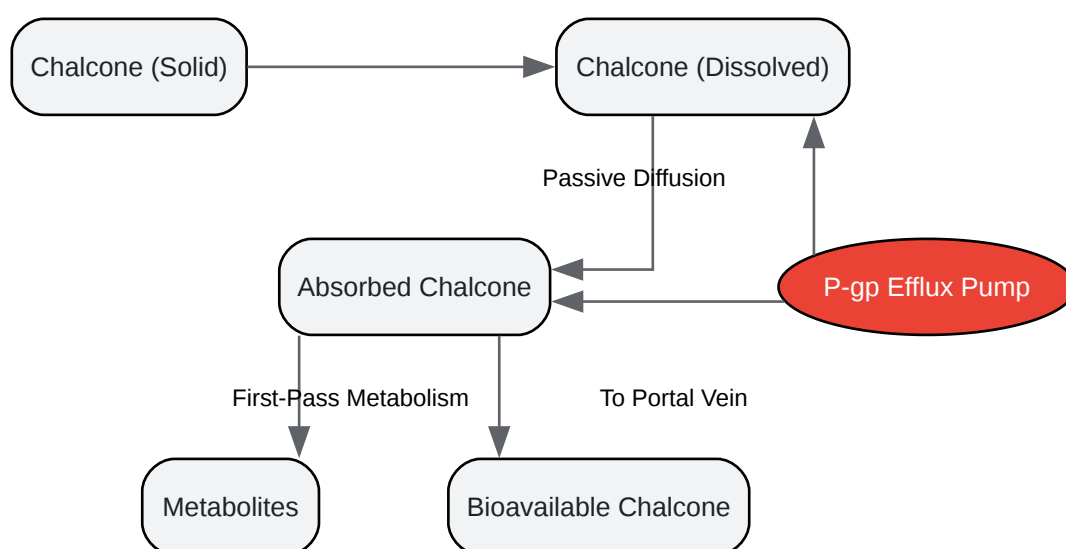 Chalcone (Solid)
Chalcone (Dissolved)
Passive Diffusion
Absorbed Chalcone
P-gp Efflux Pump
First-Pass Metabolism
To Portal Vein
Metabolites
Bioavailable Chalcone